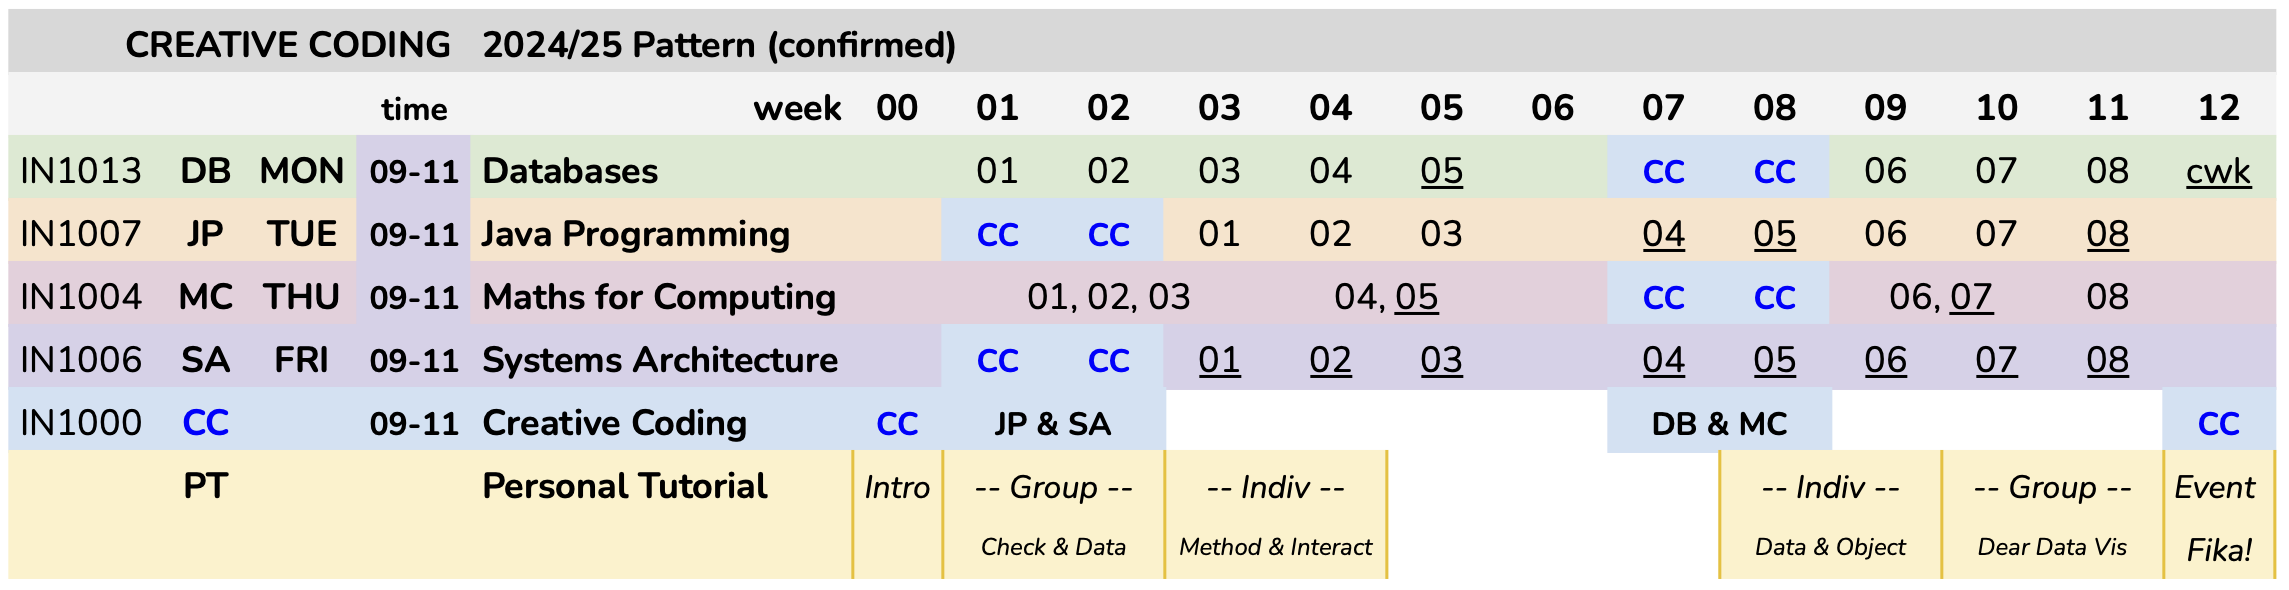 CREATIVE CODING 2024/25 Pattern (confirmed)
time week 00 01 02 03 04 05 06 07 08 09 10 11 12
IN1013 DB MON 09-11 Databases 01 02 03 04 05 CC CC 06 07 08 cwk
IN1007 JP TUE 09-11 Java Programming CC CC 01 02 03 04 05 06 07 08
IN1004 MC THU 09-11 Maths for Computing 01, 02, 03 04, 05 CC CC 06, 07 08
IN1006 SA FRI 09-11 Systems Architecture CC CC 01 02 03 04 05 06 07 08
IN1000 CC 09-11 Creative Coding CC JP & SA DB & MC CC
PT Personal Tutorial Intro -- Group -- -- Indiv -- -- Indiv -- -- Group -- Event
Check & Data Method & Interact Data & Object Dear Data Vis Fika!